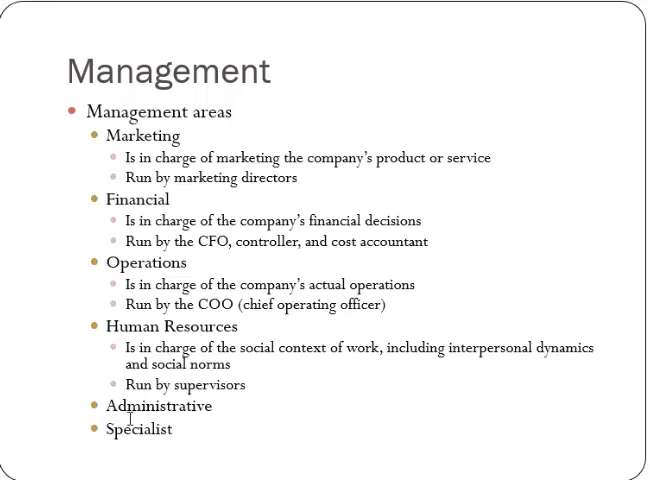 Management
Management areas
Marketing
Is in charge of marketing the company's product or service
Run by marketing directors
Financial
Is in charge of the company's financial decisions
Run by the CFO, controller, and cost accountant
Operations
Is in charge of the company's actual operations
Run by the COO (chief operating officer)
Human Resources
Is in charge of the social context of work, including interpersonal dynamics
and social norms
Run by supervisors
Administrative
Specialist